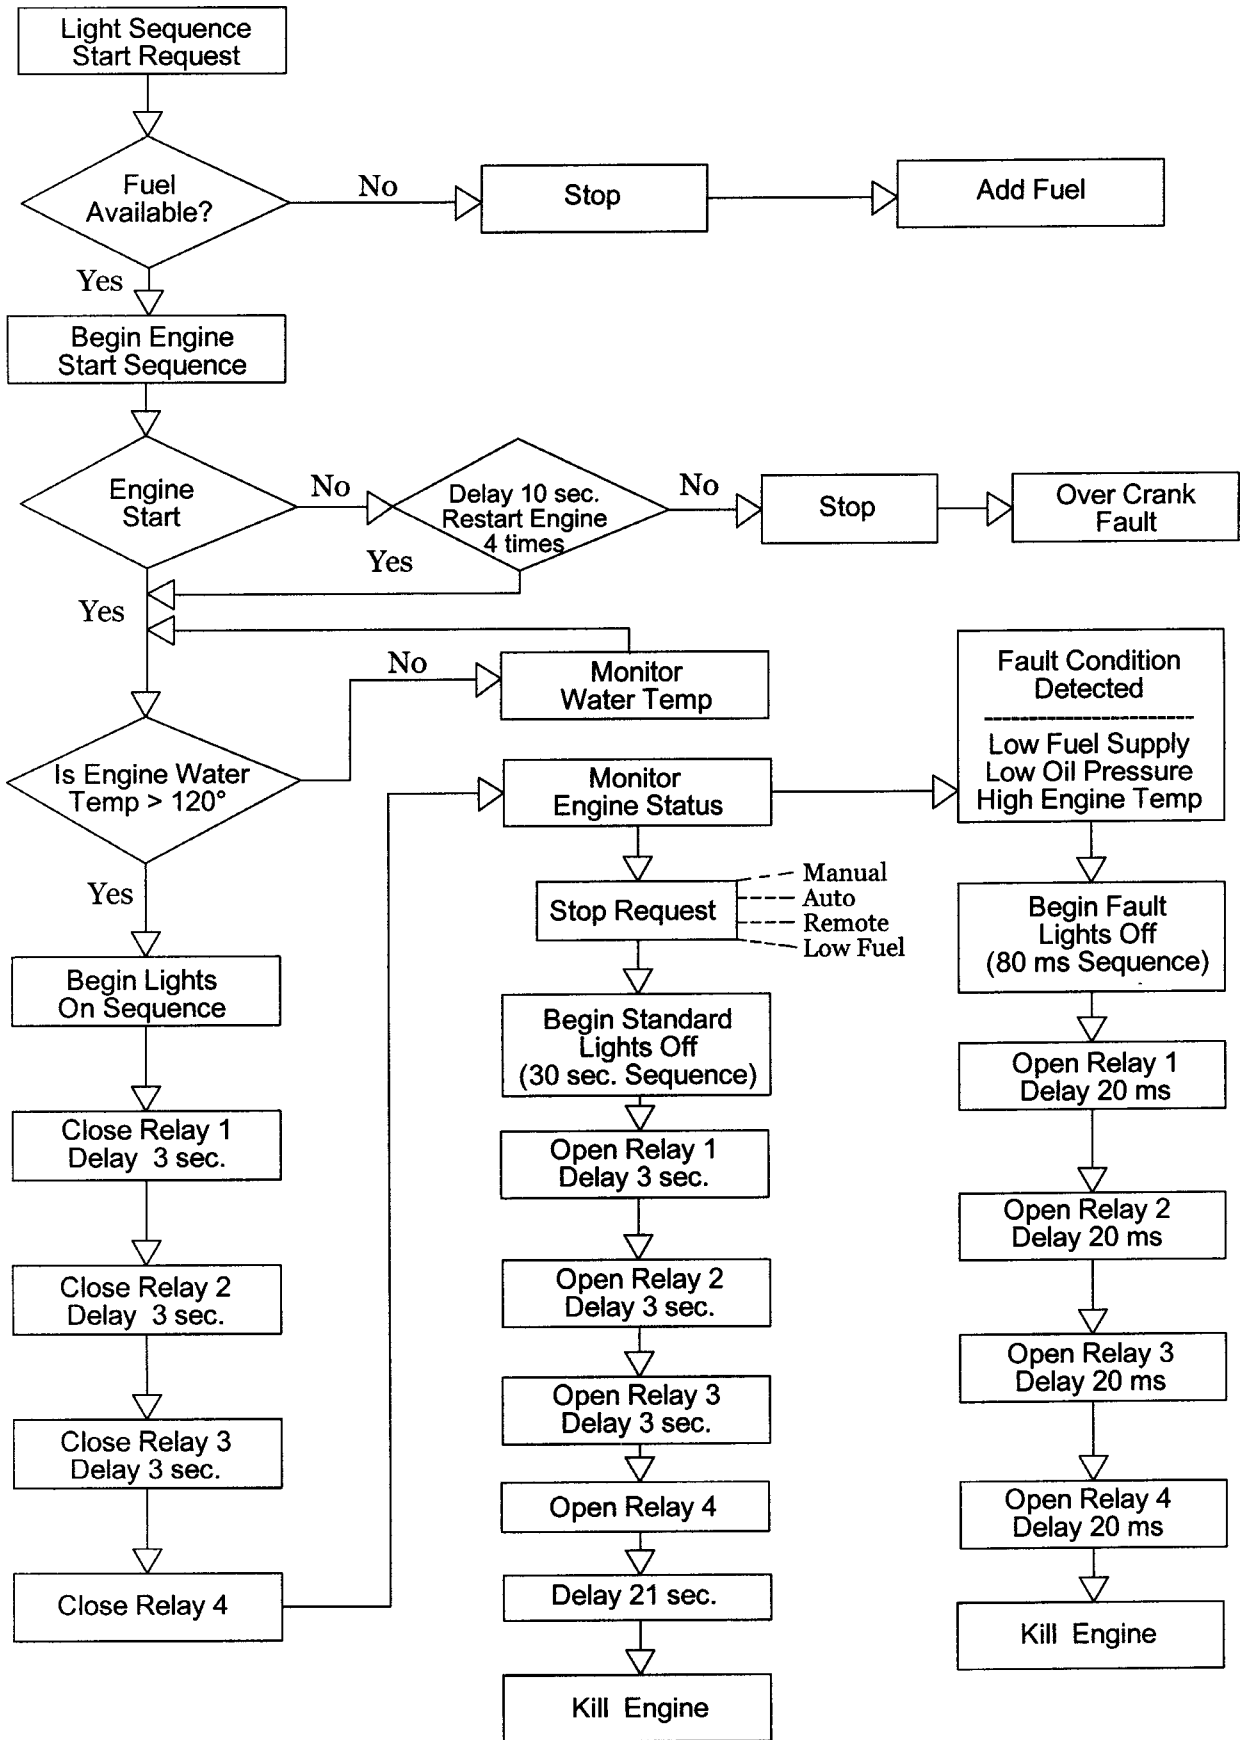 Light Sequence
Start Request
Fuel
Available?
No
Stop
Add Fuel
Yes
Begin Engine
Start Sequence
Engine
Start
No
Delay 10 sec.
Restart Engine
4 times
No
Stop
Over Crank
Fault
Yes
Yes
No
Monitor
Water Temp
Is Engine Water
Temp > 120°
Yes
Begin Lights
On Sequence
Close Relay 1
Delay 3 sec.
Close Relay 2
Delay 3 sec.
Close Relay 3
Delay 3 sec.
Close Relay 4
Monitor
Engine Status
Stop Request
Manual
Auto
Remote
Low Fuel
Begin Standard
Lights Off
(30 sec. Sequence)
Open Relay 1
Delay 3 sec.
Open Relay 2
Delay 3 sec.
Open Relay 3
Delay 3 sec.
Open Relay 4
Delay 21 sec.
Kill Engine
Fault Condition
Detected
Low Fuel Supply
Low Oil Pressure
High Engine Temp
Begin Fault
Lights Off
(80 ms Sequence)
Open Relay 1
Delay 20 ms
Open Relay 2
Delay 20 ms
Open Relay 3
Delay 20 ms
Open Relay 4
Delay 20 ms
Kill Engine